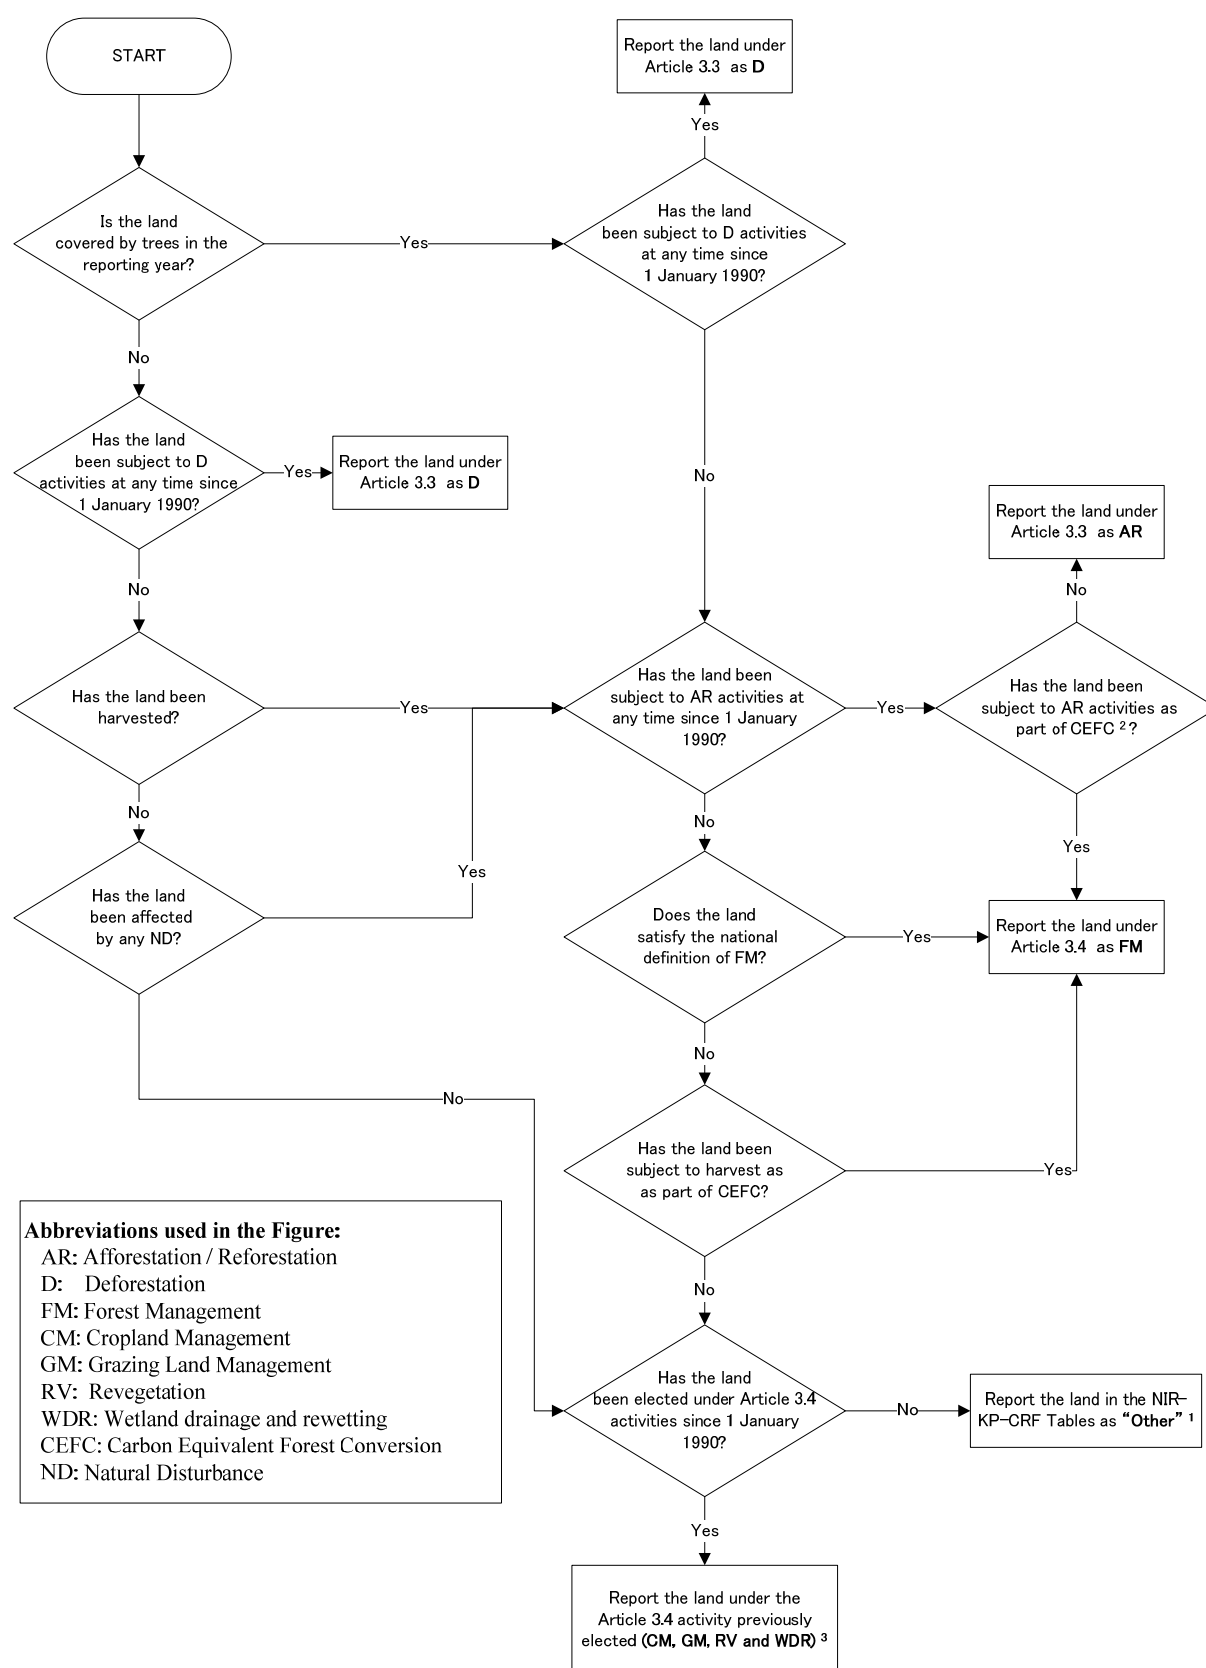 START
Report the land under
Article 3.3 as D
Yes
Is the land
covered by trees in the
reporting year?
Yes
Has the land
been subject to D activities
at any time since
1 January 1990?
No
Has the land
been subject to D
activities at any time since
1 January 1990?
Yes
Report the land under
Article 3.3 as D
No
No
Report the land under
Article 3.3 as AR
No
Has the land been
harvested?
Yes
Has the land been
subject to AR activities at
any time since 1 January
1990?
Yes
Has the land been
subject to AR activities as
part of CEFC 2?
No
No
Yes
Has the land
been affected
by any ND?
Yes
Does the land
satisfy the national
definition of FM?
Yes
Report the land under
Article 3.4 as FM
No
No
Has the land been
subject to harvest as
as part of CEFC?
Yes
No
Abbreviations used in the Figure:
AR: Afforestation / Reforestation
D: Deforestation
FM: Forest Management
CM: Cropland Management
GM: Grazing Land Management
RV: Revegetation
WDR: Wetland drainage and rewetting
CEFC: Carbon Equivalent Forest Conversion
ND: Natural Disturbance
Has the land
been elected under Article 3.4
activities since 1 January
1990?
No
Report the land in the NIR-
KP-CRF Tables as “Other” 1
Yes
Report the land under the
Article 3.4 activity previously
elected (CM, GM, RV and WDR) 3